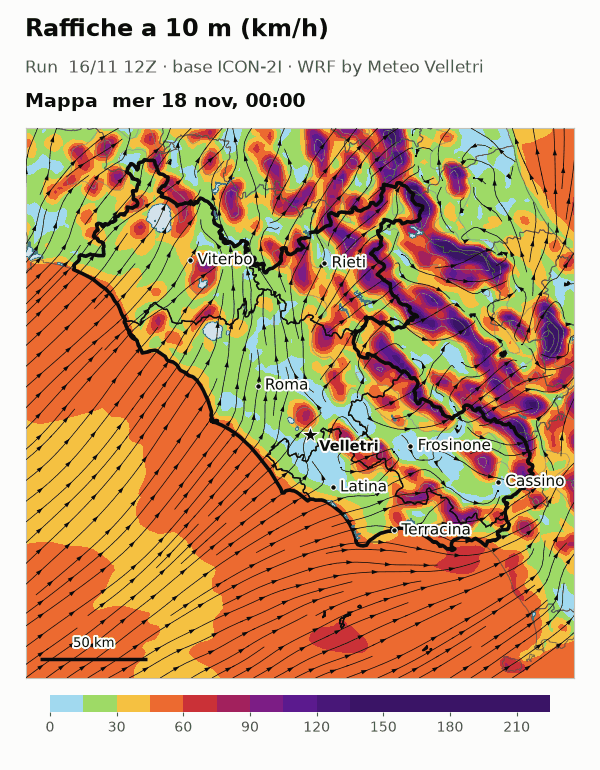 Raffiche a 10 m (km/h)
Run 16/11 12Z · base ICON-2I · WRF by Meteo Velletri
Mappa mer 18 nov, 00:00
Viterbo
Rieti
Roma
Velletri
Frosinone
Latina
Cassino
Terracina
50 km
0 30 60 90 120 150 180 210